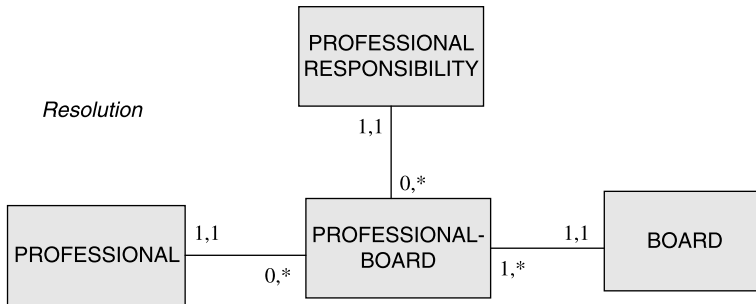 PROFESSIONAL
RESPONSIBILITY
Resolution
1,1
0,*
PROFESSIONAL
1,1
0,*
PROFESSIONAL-
BOARD
1,1
1,*
BOARD